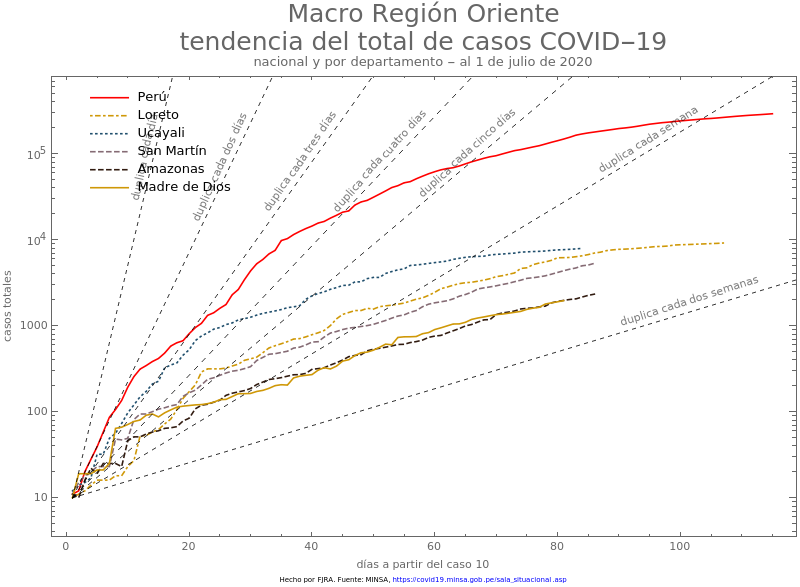 Macro Región Oriente
tendencia del total de casos COVID–19
nacional y por departamento – al 1 de julio de 2020
Perú
Loreto
Ucayali
San Martín
Amazonas
Madre de Dios
duplica cada día
duplica cada dos días
duplica cada tres días
duplica cada cuatro días
duplica cada cinco días
duplica cada semana
duplica cada dos semanas
casos totales
10^5
10^4
1000
100
10
0 20 40 60 80 100
días a partir del caso 10
Hecho por FJRA. Fuente: MINSA, https://covid19.minsa.gob.pe/sala_situacional.asp